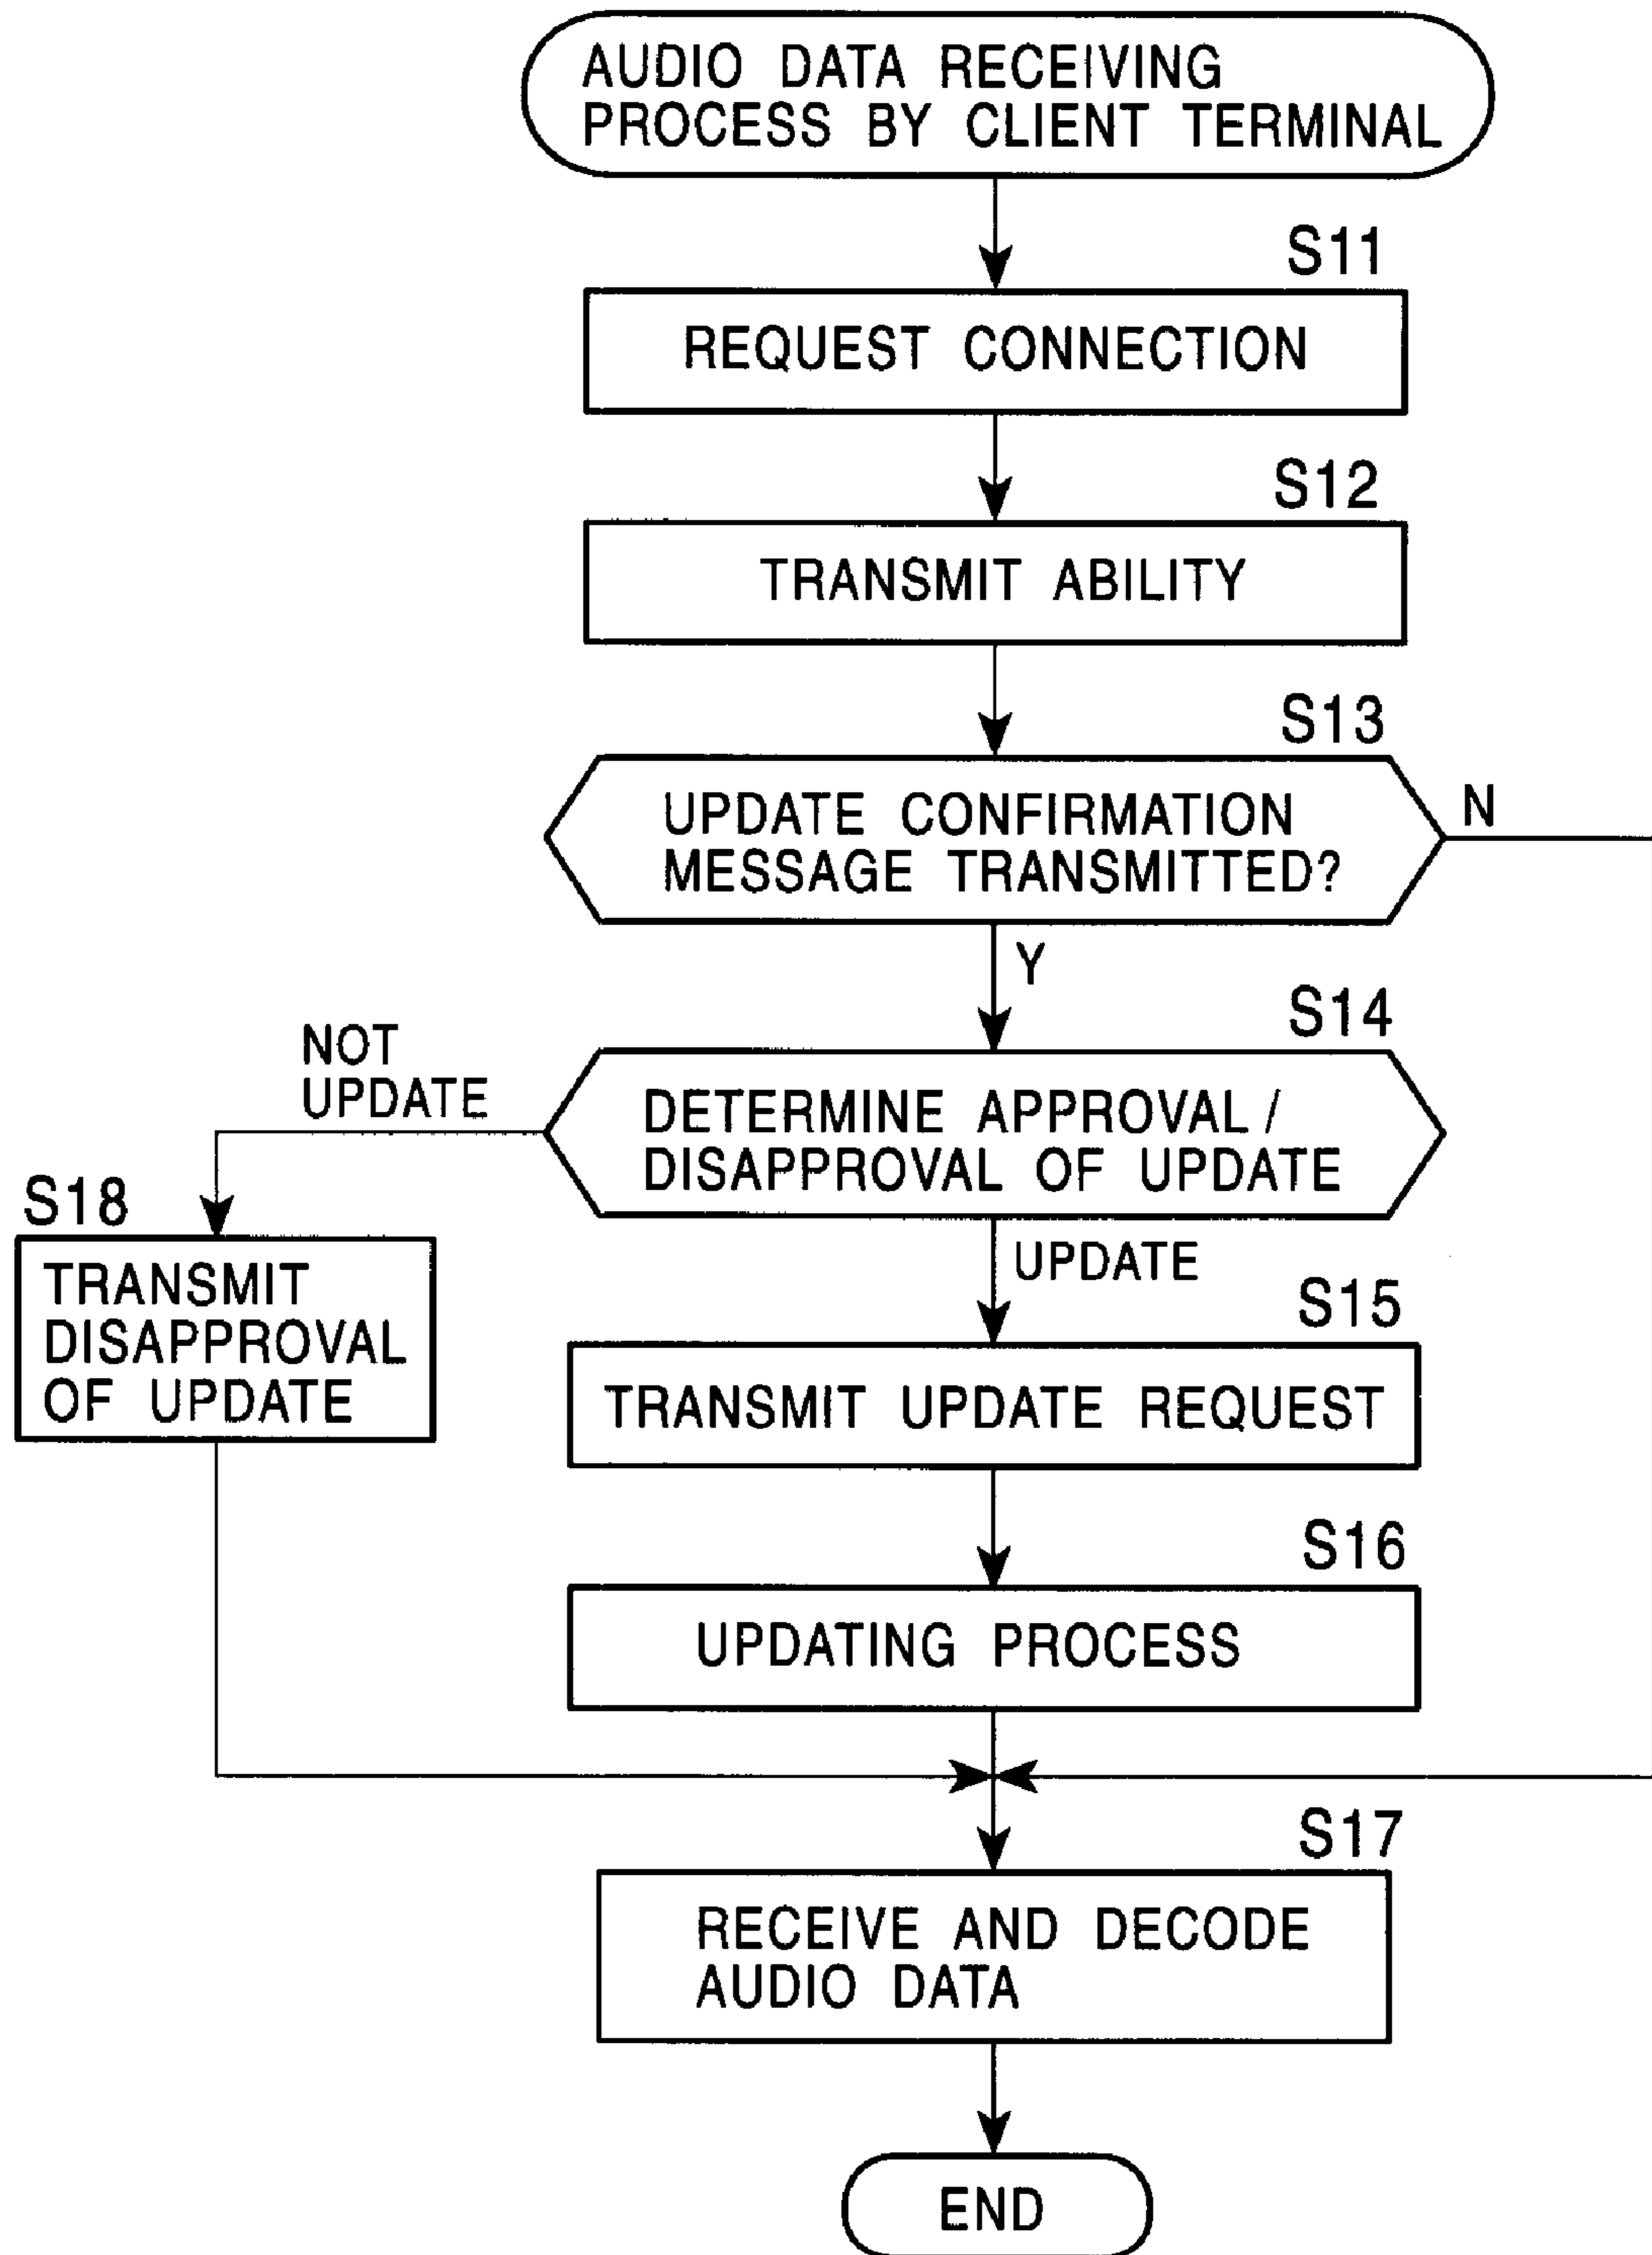 AUDIO DATA RECEIVING
PROCESS BY CLIENT TERMINAL
S11
REQUEST CONNECTION
S12
TRANSMIT ABILITY
S13
UPDATE CONFIRMATION
MESSAGE TRANSMITTED?
N
Y
S14
NOT
UPDATE
DETERMINE APPROVAL /
DISAPPROVAL OF UPDATE
S18
TRANSMIT
DISAPPROVAL
OF UPDATE
UPDATE
S15
TRANSMIT UPDATE REQUEST
S16
UPDATING PROCESS
S17
RECEIVE AND DECODE
AUDIO DATA
END